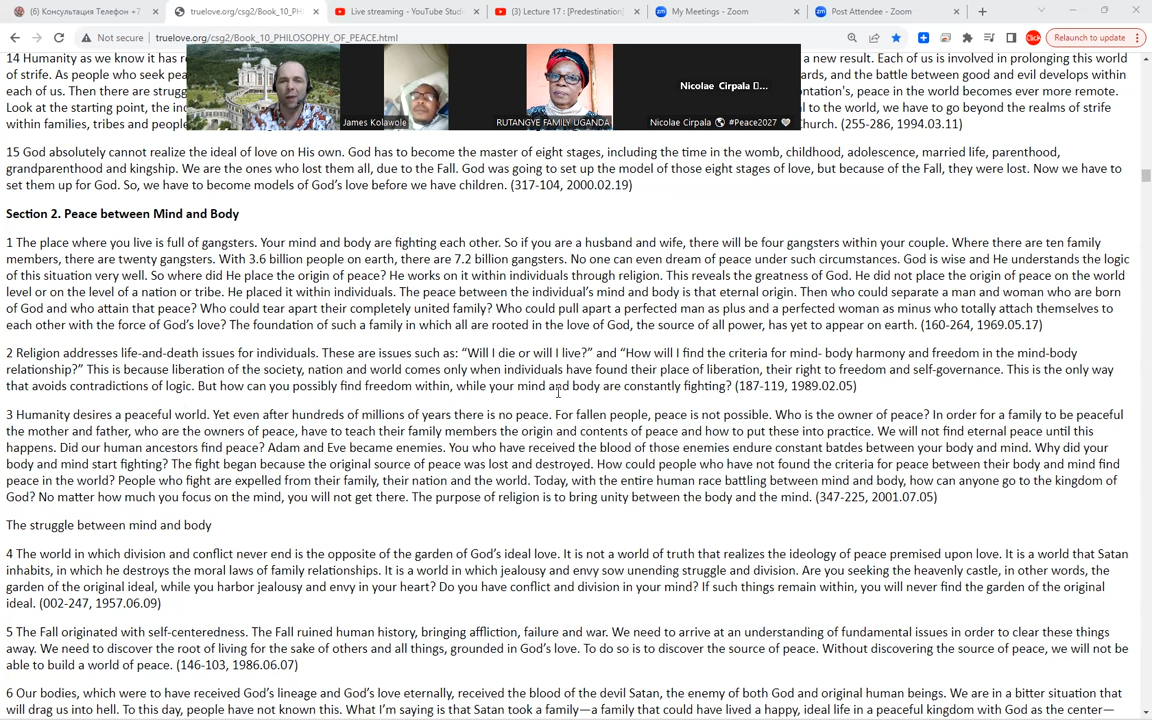 (6) Консультация Телефон +7
truelove.org/csg2/Book_10_PH
Live streaming - YouTube Studi
(3) Lecture 17 : [Predestination]
My Meetings - Zoom
Post Attendee - Zoom
Not secure truelove.org/csg2/Book_10_PHILOSOPHY_OF_PEACE.html
Click
Relaunch to update
14 Humanity as we know it has r a new result. Each of us is involved in prolonging this world
of strife. As people who seek pea ards, and the battle between good and evil develops within
each of us. Then there are strugg ontation's, peace in the world becomes ever more remote.
Look at the starting point, the inc l to the world, we have to go beyond the realms of strife
within families, tribes and people church. (255-286, 1994.03.11)
James Kolawole
RUTANGYE FAMILY UGANDA
Nicolae Cirpala
Nicolae Cirpala #Peace2027
15 God absolutely cannot realize the ideal of love on His own. God has to become the master of eight stages, including the time in the womb, childhood, adolescence, married life, parenthood,
grandparenthood and kingship. We are the ones who lost them all, due to the Fall. God was going to set up the model of those eight stages of love, but because of the Fall, they were lost. Now we have to
set them up for God. So, we have to become models of God's love before we have children. (317-104, 2000.02.19)
Section 2. Peace between Mind and Body
1 The place where you live is full of gangsters. Your mind and body are fighting each other. So if you are a husband and wife, there will be four gangsters within your couple. Where there are ten family
members, there are twenty gangsters. With 3.6 billion people on earth, there are 7.2 billion gangsters. No one can even dream of peace under such circumstances. God is wise and He understands the logic
of this situation very well. So where did He place the origin of peace? He works on it within individuals through religion. This reveals the greatness of God. He did not place the origin of peace on the world
level or on the level of a nation or tribe. He placed it within individuals. The peace between the individual's mind and body is that eternal origin. Then who could separate a man and woman who are born
of God and who attain that peace? Who could tear apart their completely united family? Who could pull apart a perfected man as plus and a perfected woman as minus who totally attach themselves to
each other with the force of God's love? The foundation of such a family in which all are rooted in the love of God, the source of all power, has yet to appear on earth. (160-264, 1969.05.17)
2 Religion addresses life-and-death issues for individuals. These are issues such as: “Will I die or will I live?” and “How will I find the criteria for mind- body harmony and freedom in the mind-body
relationship?” This is because liberation of the society, nation and world comes only when individuals have found their place of liberation, their right to freedom and self-governance. This is the only way
that avoids contradictions of logic. But how can you possibly find freedom within, while your mind and body are constantly fighting? (187-119, 1989.02.05)
3 Humanity desires a peaceful world. Yet even after hundreds of millions of years there is no peace. For fallen people, peace is not possible. Who is the owner of peace? In order for a family to be peaceful
the mother and father, who are the owners of peace, have to teach their family members the origin and contents of peace and how to put these into practice. We will not find eternal peace until this
happens. Did our human ancestors find peace? Adam and Eve became enemies. You who have received the blood of those enemies endure constant batdes between your body and mind. Why did your
body and mind start fighting? The fight began because the original source of peace was lost and destroyed. How could people who have not found the criteria for peace between their body and mind find
peace in the world? People who fight are expelled from their family, their nation and the world. Today, with the entire human race battling between mind and body, how can anyone go to the kingdom of
God? No matter how much you focus on the mind, you will not get there. The purpose of religion is to bring unity between the body and the mind. (347-225, 2001.07.05)
The struggle between mind and body
4 The world in which division and conflict never end is the opposite of the garden of God's ideal love. It is not a world of truth that realizes the ideology of peace premised upon love. It is a world that Satan
inhabits, in which he destroys the moral laws of family relationships. It is a world in which jealousy and envy sow unending struggle and division. Are you seeking the heavenly castle, in other words, the
garden of the original ideal, while you harbor jealousy and envy in your heart? Do you have conflict and division in your mind? If such things remain within, you will never find the garden of the original
ideal. (002-247, 1957.06.09)
5 The Fall originated with self-centeredness. The Fall ruined human history, bringing affliction, failure and war. We need to arrive at an understanding of fundamental issues in order to clear these things
away. We need to discover the root of living for the sake of others and all things, grounded in God's love. To do so is to discover the source of peace. Without discovering the source of peace, we will not be
able to build a world of peace. (146-103, 1986.06.07)
6 Our bodies, which were to have received God's lineage and God's love eternally, received the blood of the devil Satan, the enemy of both God and original human beings. We are in a bitter situation that
will drag us into hell. To this day, people have not known this. What I'm saying is that Satan took a family—a family that could have lived a happy, ideal life in a peaceful kingdom with God as the center—